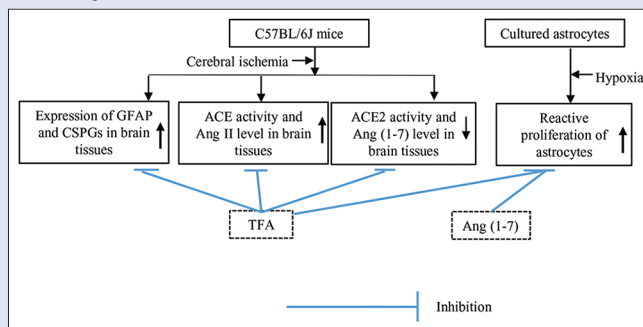 C57BL/6J mice
Cultured astrocytes
Cerebral ischemia
Hypoxia
Expression of GFAP
and CSPGs in brain
tissues
ACE activity and
Ang II level in brain
tissues
ACE2 activity and
Ang (1-7) level in
brain tissues
Reactive
proliferation of
astrocytes
TFA
Ang (1-7)
Inhibition